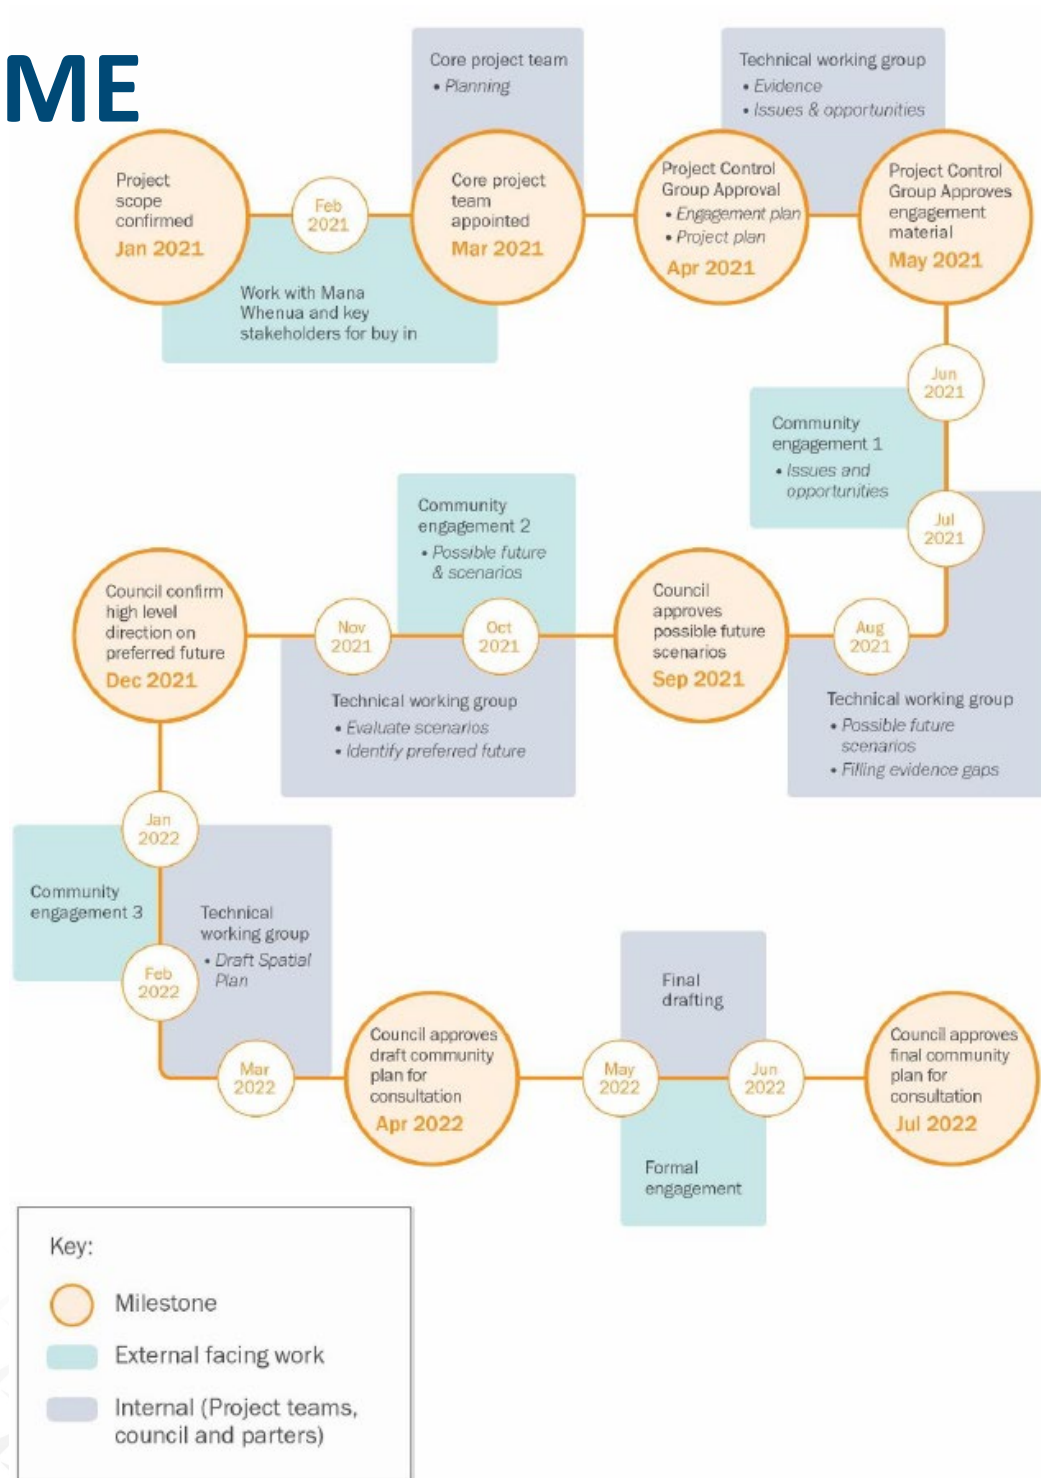 ME
Core project team
• Planning
Technical working group
• Evidence
• Issues & opportunities
Project
scope
confirmed
Jan 2021
Feb
2021
Core project
team
appointed
Mar 2021
Project Control
Group Approval
• Engagement plan
• Project plan
Apr 2021
Project Control
Group Approves
engagement
material
May 2021
Work with Mana
Whenua and key
stakeholders for buy in
Jun
2021
Community
engagement 1
• Issues and
opportunities
Jul
2021
Community
engagement 2
• Possible future
& scenarios
Council confirm
high level
direction on
preferred future
Dec 2021
Nov
2021
Oct
2021
Council
approves
possible future
scenarios
Sep 2021
Aug
2021
Technical working group
• Evaluate scenarios
• Identify preferred future
Technical working group
• Possible future
scenarios
• Filling evidence gaps
Jan
2022
Community
engagement 3
Technical
working group
• Draft Spatial
Plan
Feb
2022
Final
drafting
Mar
2022
Council approves
draft community
plan for
consultation
Apr 2022
May
2022
Jun
2022
Council approves
final community
plan for
consultation
Jul 2022
Formal
engagement
Key:
Milestone
External facing work
Internal (Project teams,
council and parters)